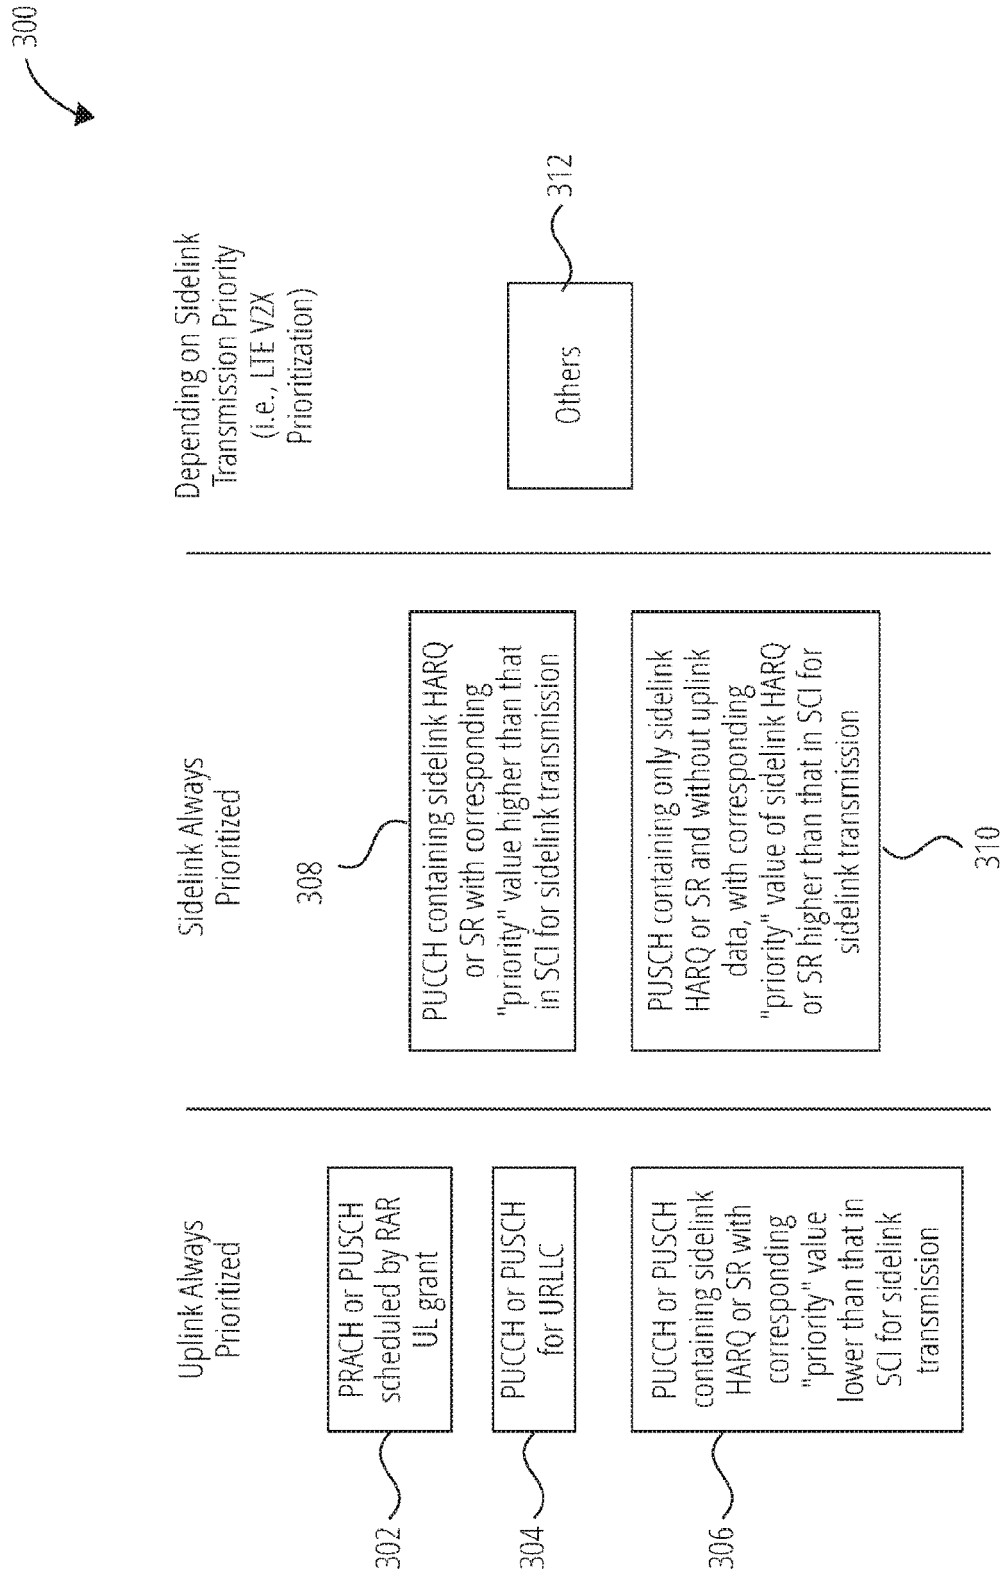 300
Uplink Always
Prioritized
302
PRACH or PUSCH
scheduled by RAR
UL grant
304
PUCCH or PUSCH
for URLLC
306
PUCCH or PUSCH
containing sidelink
HARQ or SR with
corresponding
"priority" value
lower than that in
SCI for sidelink
transmission
Sidelink Always
Prioritized
308
PUCCH containing sidelink HARQ
or SR with corresponding
"priority" value higher than that
in SCI for sidelink transmission
PUSCH containing only sidelink
HARQ or SR and without uplink
data, with corresponding
"priority" value of sidelink HARQ
or SR higher than that in SCI for
sidelink transmission
310
Depending on Sidelink
Transmission Priority
(i.e., LTE V2X
Prioritization)
Others
312